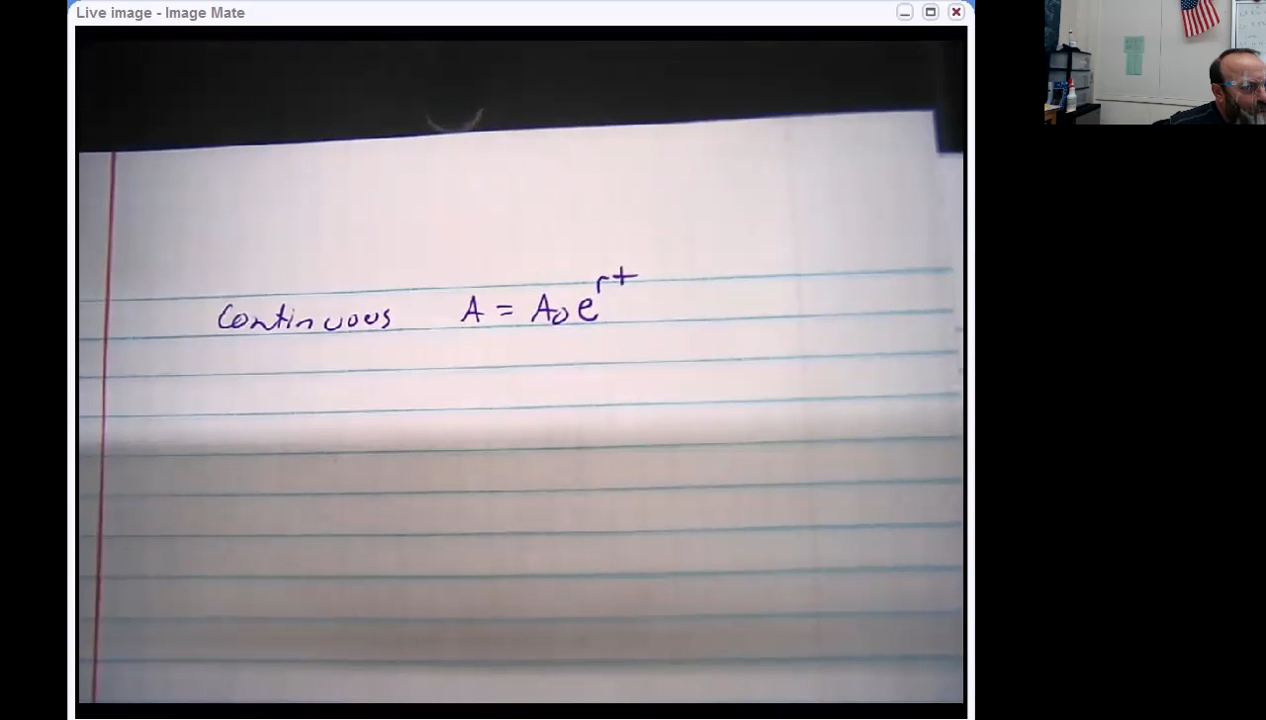 Live image - Image Mate
Continuous A = A₀e^{rt}